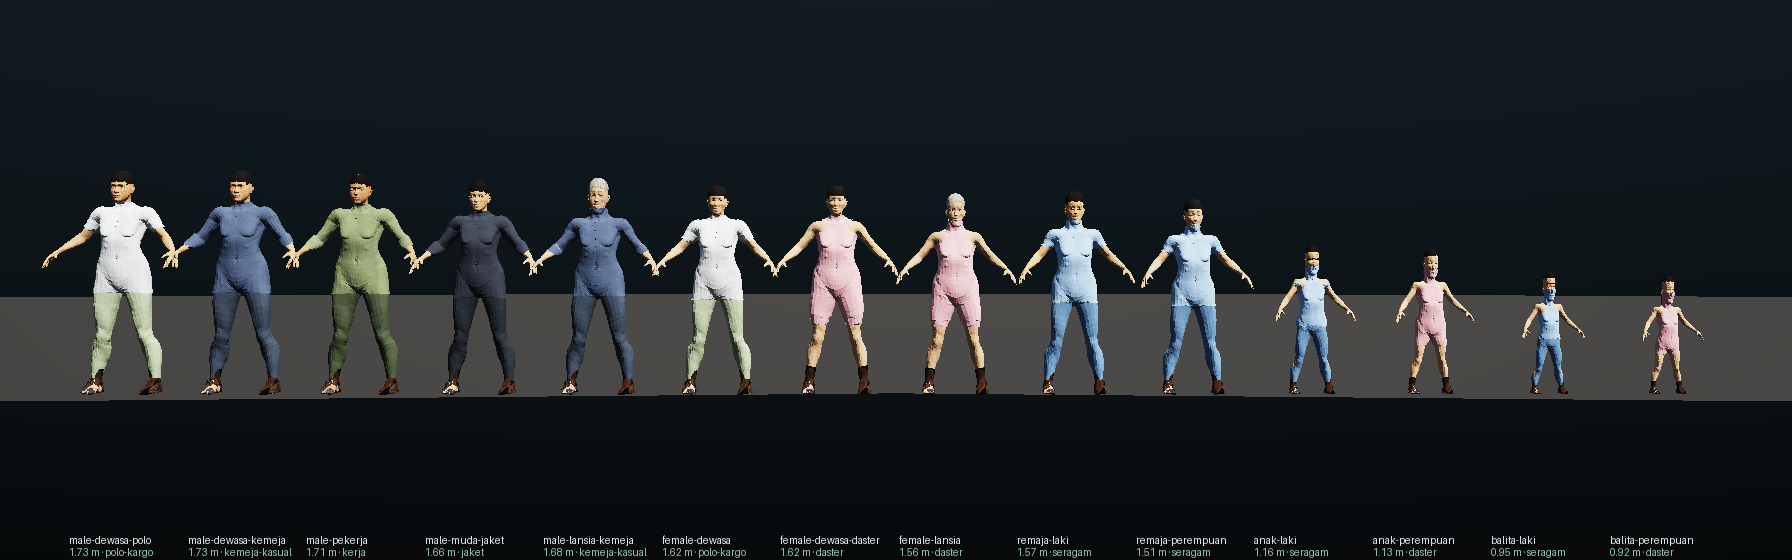 male-dewasa-polo
1.73 m·polo-kargo
male-dewasa-kemeja
1.73 m·kemeja-kasual
male-pekerja
1.71 m·kerja
male-muda-jaket
1.66 m·jaket
male-lansia-kemeja
1.68 m·kemeja-kasual
female-dewasa
1.62 m·polo-kargo
female-dewasa-daster
1.62 m·daster
female-lansia
1.56 m·daster
remaja-laki
1.57 m·seragam
remaja-perempuan
1.51 m·seragam
anak-laki
1.16 m·seragam
anak-perempuan
1.13 m·daster
balita-laki
0.95 m·seragam
balita-perempuan
0.92 m·daster